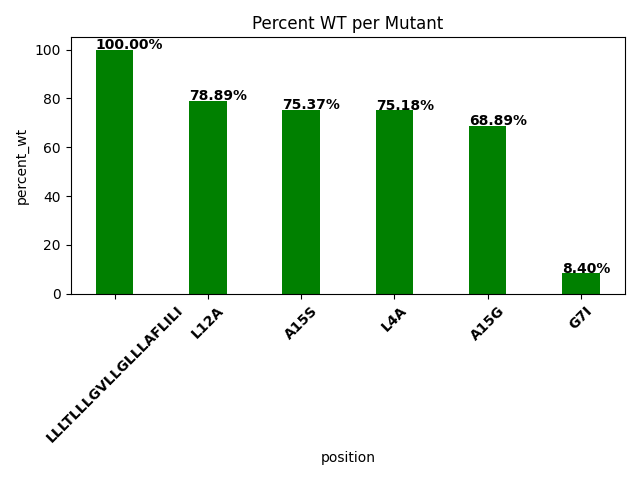 Percent WT per Mutant
percent_wt
100
80
60
40
20
0
100.00%
78.89%
75.37%
75.18%
68.89%
8.40%
LLLTLLLGVLLGLLLAFLILI
L12A
A15S
L4A
A15G
G7I
position